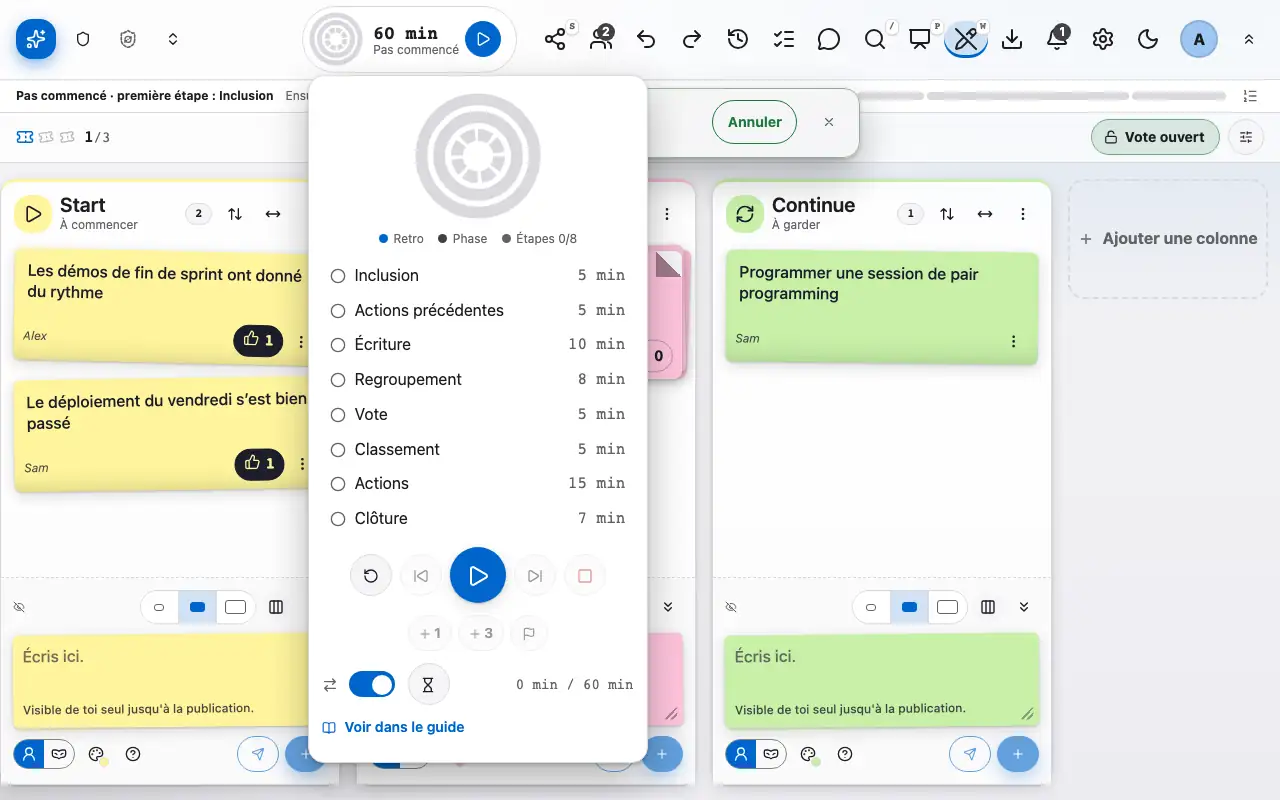 60 min
Pas commencé
S
2
/
P
W
1
A
Pas commencé · première étape : Inclusion
1/3
Annuler
Vote ouvert
Retro
Phase
Étapes 0/8
Inclusion 5 min
Actions précédentes 5 min
Écriture 10 min
Regroupement 8 min
Vote 5 min
Classement 5 min
Actions 15 min
Clôture 7 min
+ 1
+ 3
0 min / 60 min
Voir dans le guide
Start
À commencer
2
Les démos de fin de sprint ont donné
du rythme
Alex
1
Le déploiement du vendredi s’est bien
passé
Sam
1
Écris ici.
Visible de toi seul jusqu'à la publication.
0
Continue
À garder
1
Programmer une session de pair
programming
Sam
Écris ici.
Visible de toi seul jusqu'à la publication.
+ Ajouter une colonne